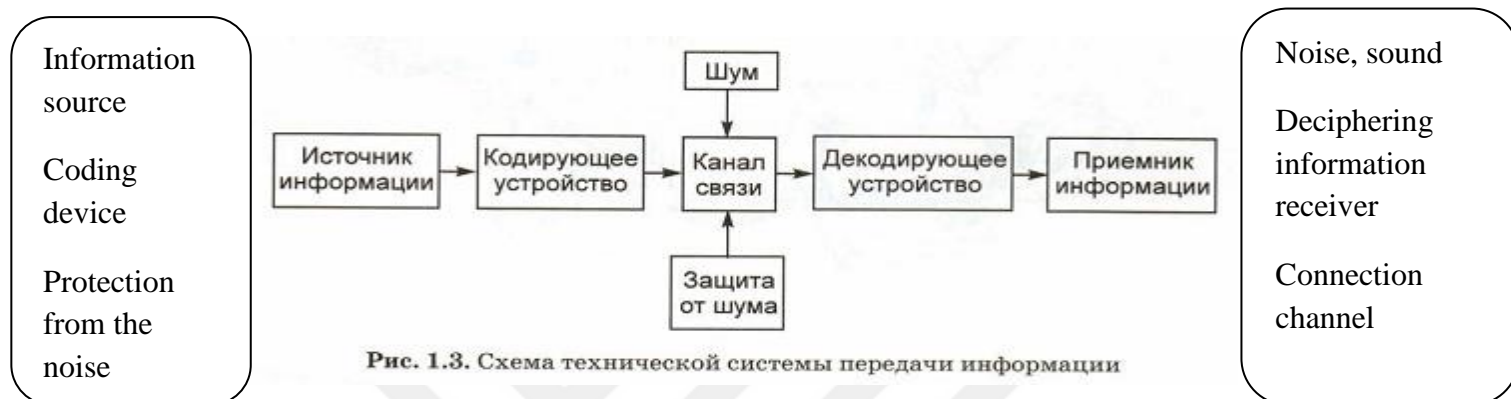 Information
source
Coding
device
Protection
from the
noise
Шум
Источник
информации
Кодирующее
устройство
Канал
связи
Декодирующее
устройство
Приемник
информации
Защита
от шума
Рис. 1.3. Схема технической системы передачи информации
Noise, sound
Deciphering
information
receiver
Connection
channel